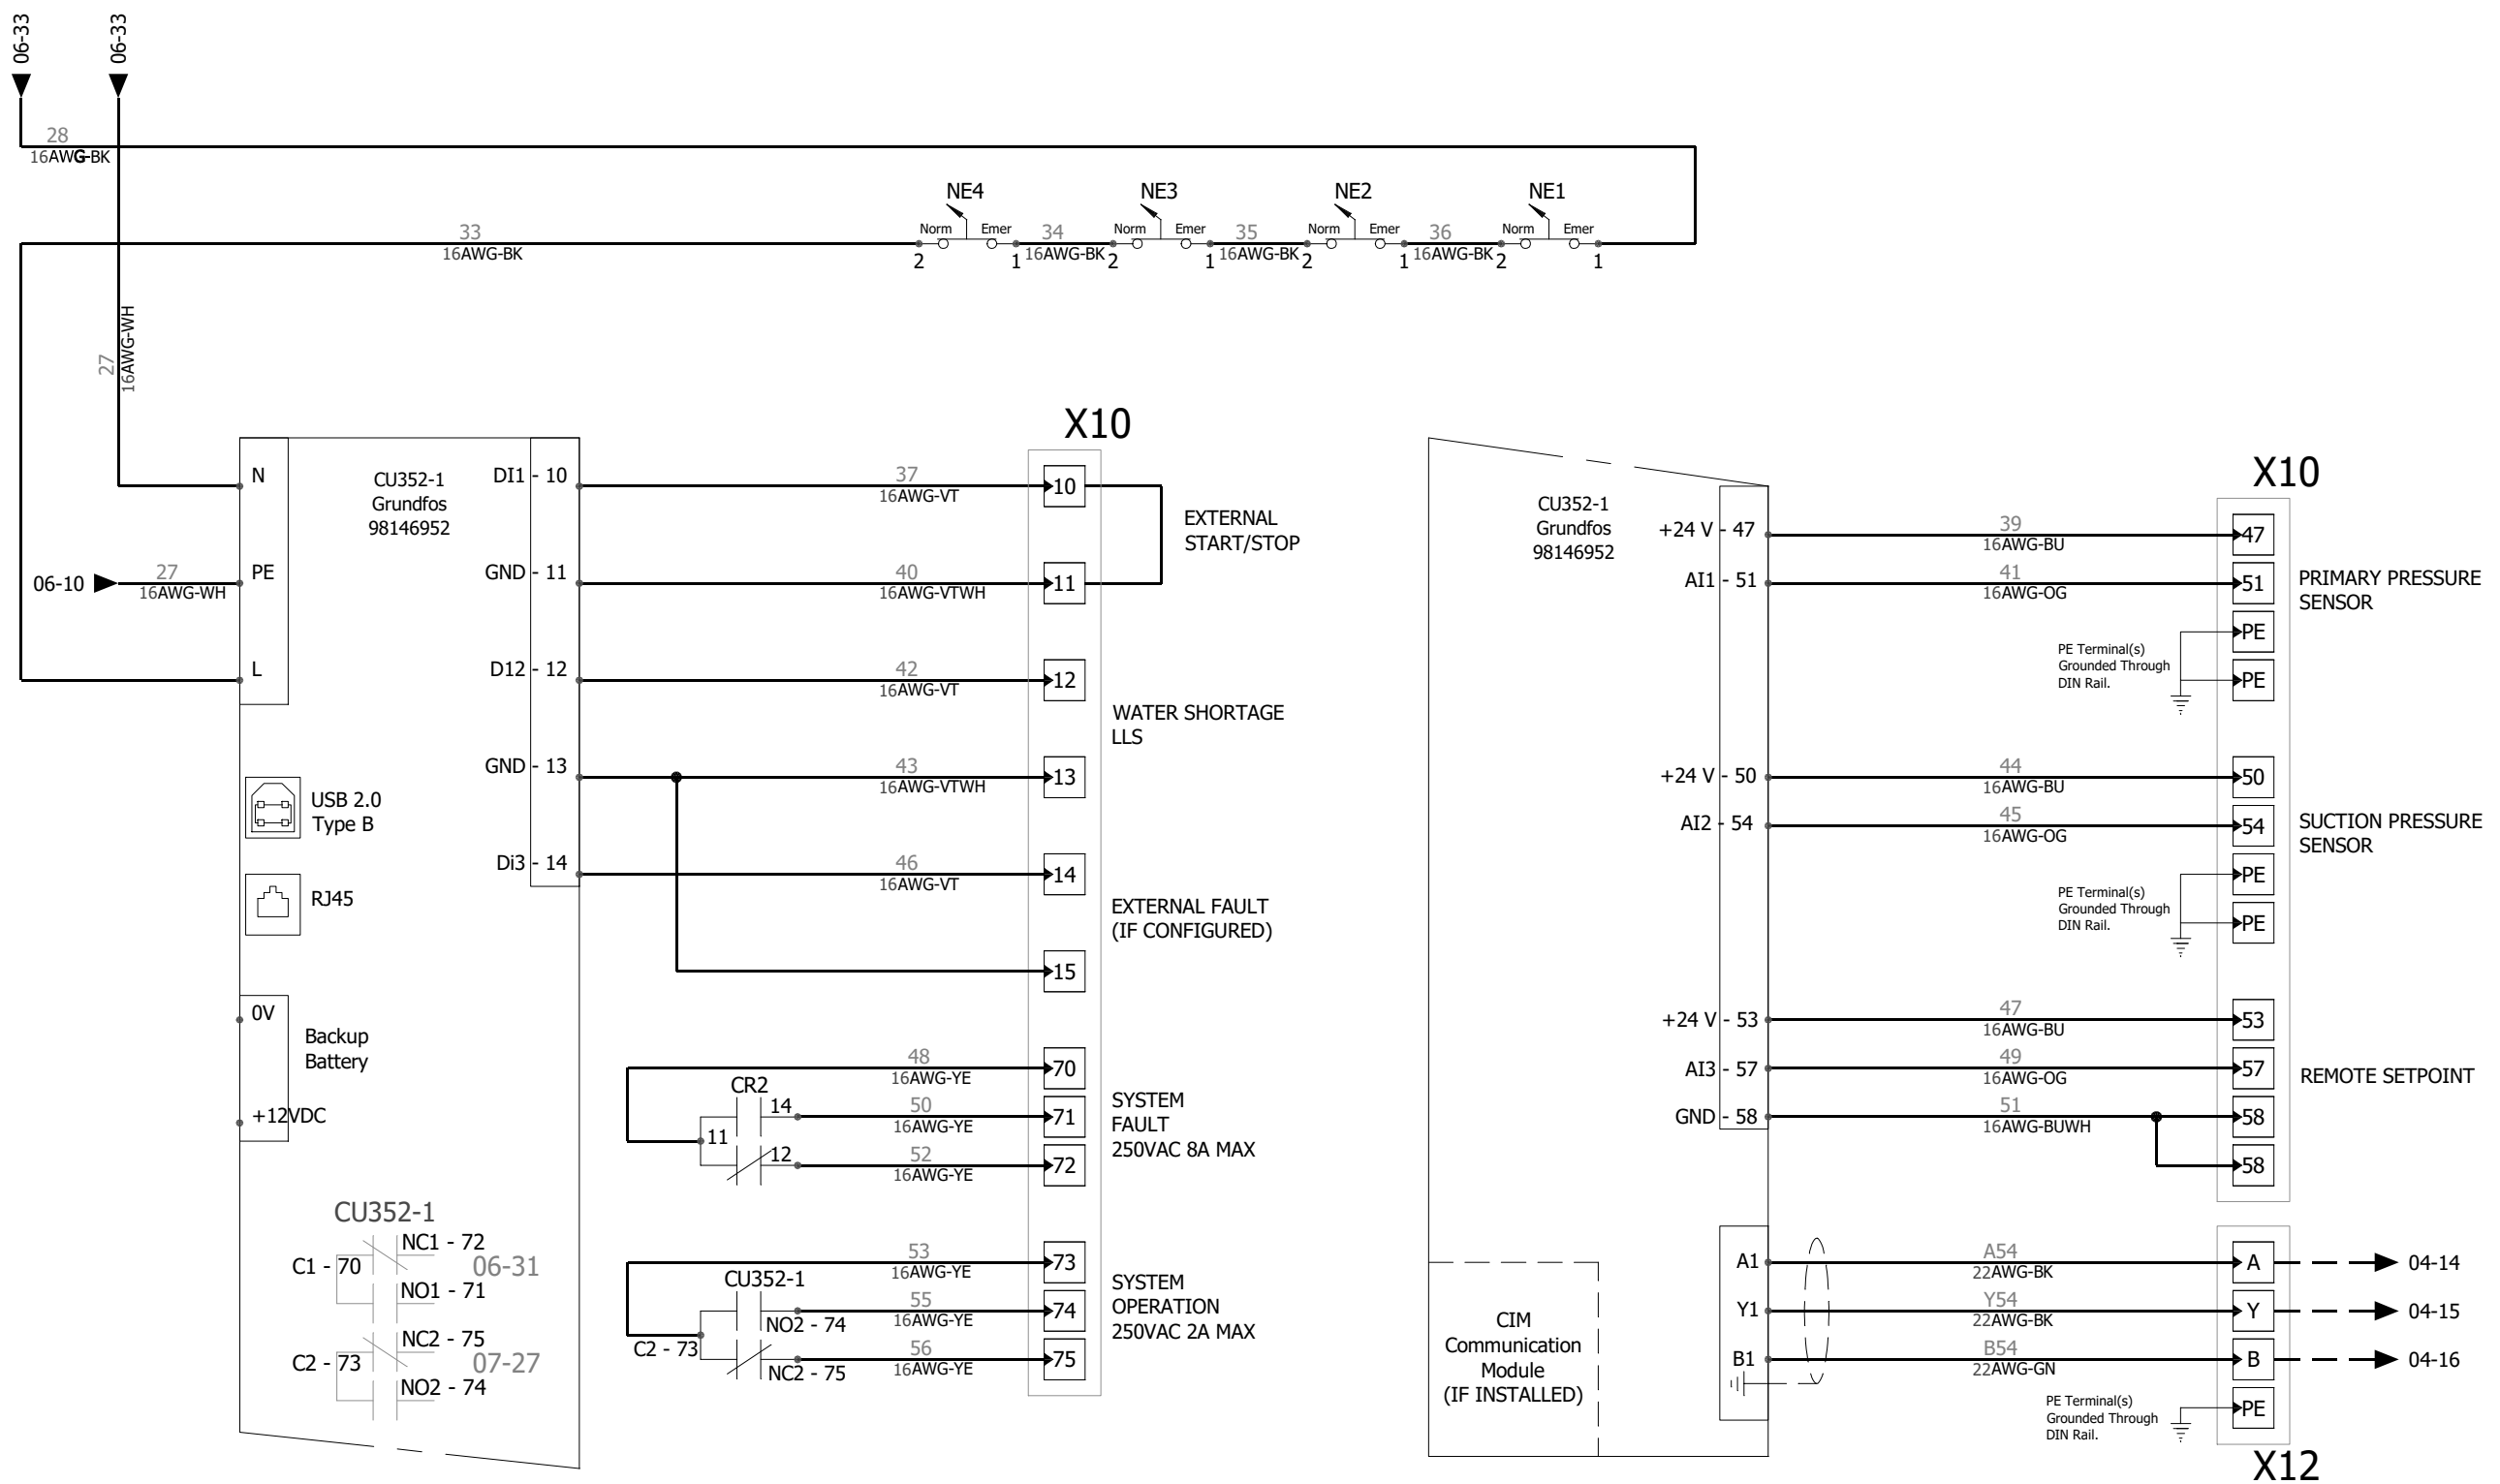 06-33
06-33
28
16AWG-BK
NE4
NE3
NE2
NE1
Norm
Emer
Norm
Emer
Norm
Emer
Norm
Emer
33
16AWG-BK
2
1
34
16AWG-BK
2
1
35
16AWG-BK
2
1
36
16AWG-BK
2
1
27
16AWG-WH
06-10
27
16AWG-WH
N
PE
L
CU352-1
Grundfos
98146952
DI1 - 10
GND - 11
D12 - 12
GND - 13
Di3 - 14
USB 2.0
Type B
RJ45
0V
Backup
Battery
+12VDC
CU352-1
C1 - 70
NC1 - 72
06-31
NO1 - 71
C2 - 73
NC2 - 75
07-27
NO2 - 74
X10
37
16AWG-VT
10
EXTERNAL
START/STOP
40
16AWG-VTWH
11
42
16AWG-VT
12
WATER SHORTAGE
LLS
43
16AWG-VTWH
13
46
16AWG-VT
14
EXTERNAL FAULT
(IF CONFIGURED)
15
48
16AWG-YE
70
CR2
14
11
12
50
16AWG-YE
71
52
16AWG-YE
72
SYSTEM
FAULT
250VAC 8A MAX
53
16AWG-YE
73
CU352-1
NO2 - 74
C2 - 73
NC2 - 75
55
16AWG-YE
74
56
16AWG-YE
75
SYSTEM
OPERATION
250VAC 2A MAX
CU352-1
Grundfos
98146952
+24 V - 47
AI1 - 51
+24 V - 50
AI2 - 54
+24 V - 53
AI3 - 57
GND - 58
A1
Y1
B1
CIM
Communication
Module
(IF INSTALLED)
X10
39
16AWG-BU
47
41
16AWG-OG
51
PRIMARY PRESSURE
SENSOR
PE
PE
PE Terminal(s)
Grounded Through
DIN Rail.
44
16AWG-BU
50
45
16AWG-OG
54
SUCTION PRESSURE
SENSOR
PE
PE
PE Terminal(s)
Grounded Through
DIN Rail.
47
16AWG-BU
53
49
16AWG-OG
57
REMOTE SETPOINT
51
16AWG-BUWH
58
58
A54
22AWG-BK
A
04-14
Y54
22AWG-BK
Y
04-15
B54
22AWG-GN
B
04-16
PE Terminal(s)
Grounded Through
DIN Rail.
PE
X12